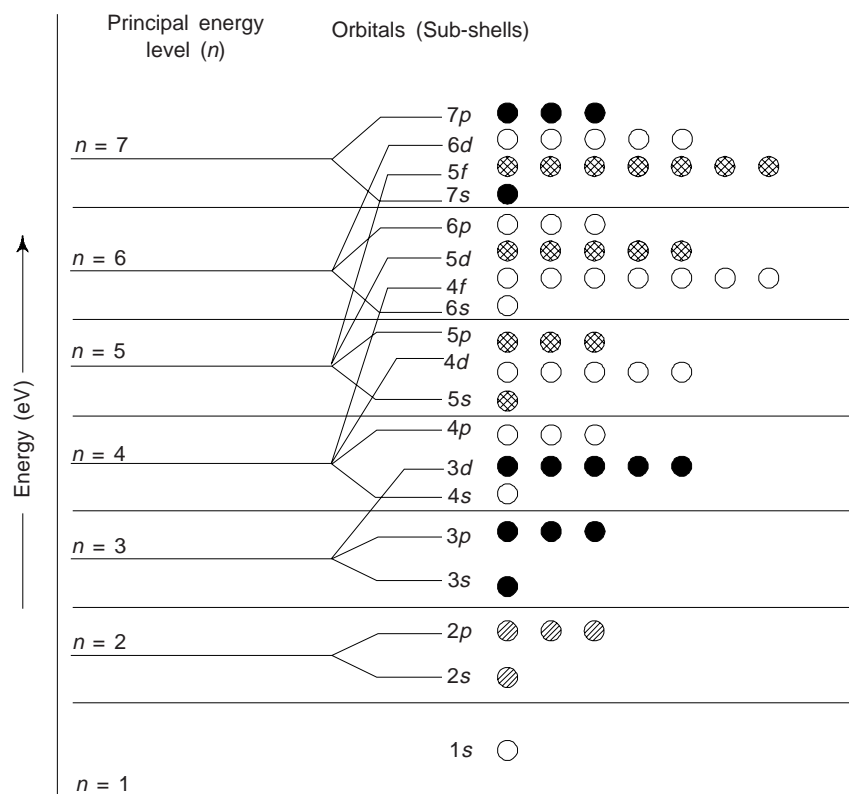 Principal energy
level (n)
Orbitals (Sub-shells)
7p
n = 7
6d
5f
7s
6p
n = 6
5d
4f
6s
5p
n = 5
4d
5s
4p
n = 4
3d
4s
n = 3
3p
3s
n = 2
2p
2s
1s
n = 1
Energy (eV)